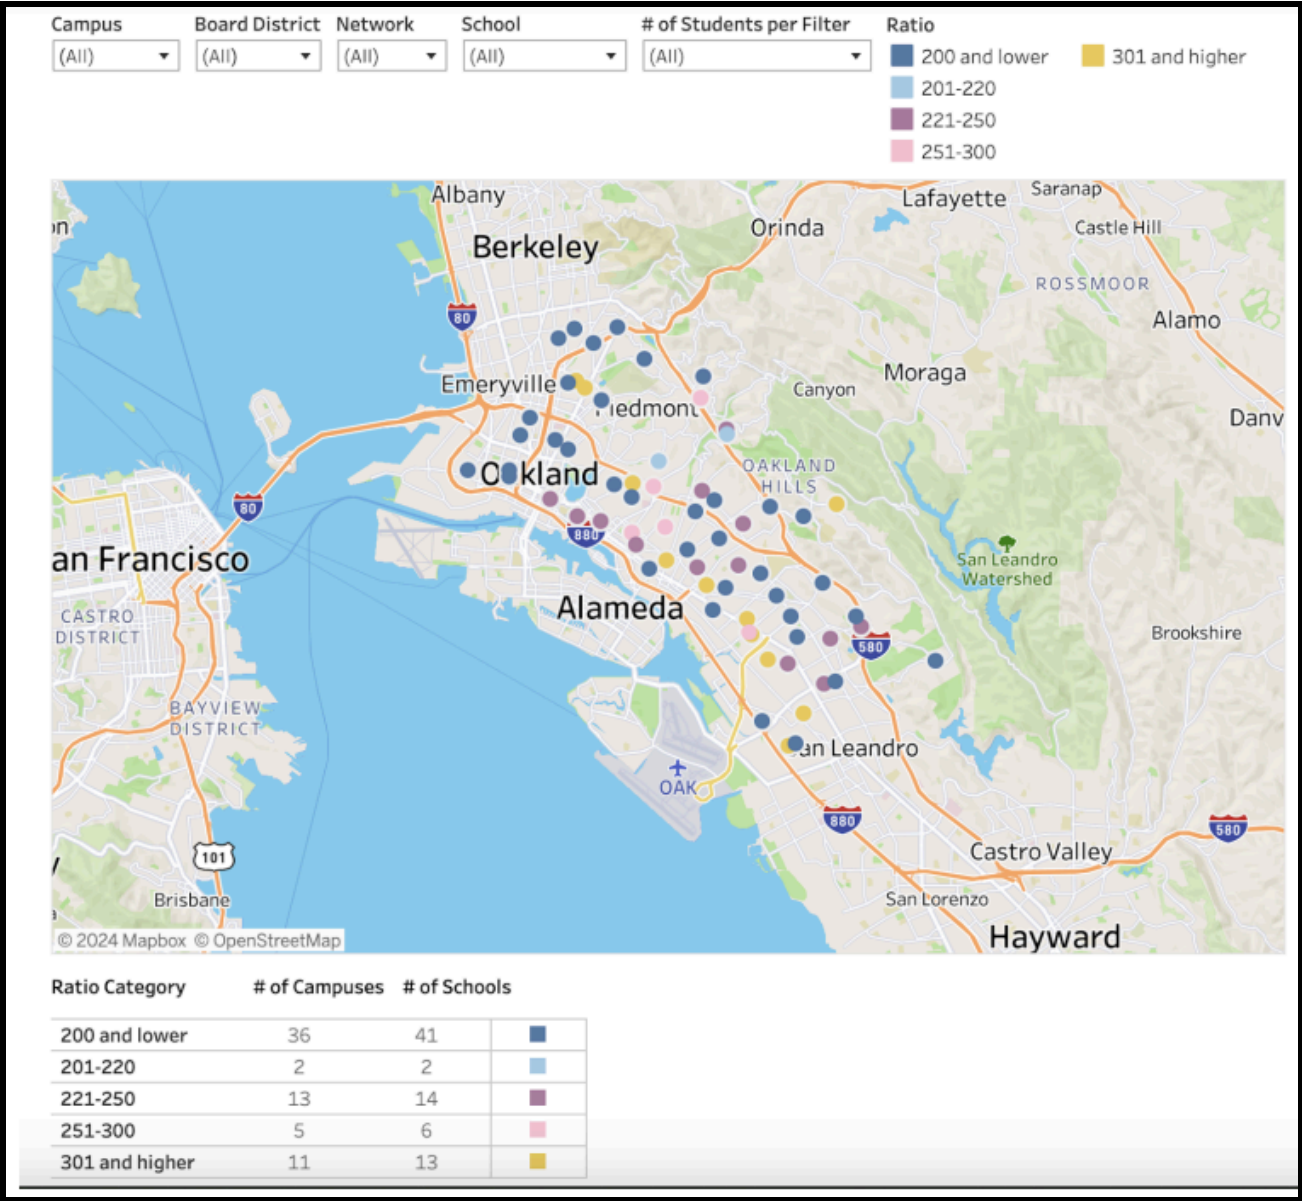 Campus Board District Network School # of Students per Filter Ratio
(All) (All) (All) (All) (All)
200 and lower 301 and higher
201-220
221-250
251-300
Albany
Lafayette
Saranap
Orinda
Castle Hill
Berkeley
ROSSMOOR
80
Alamo
Emeryville
Moraga
Canyon
iedmont
Danv
O kland
OAKLAND
HILLS
80
880
an Francisco
San Leandro
Watershed
Alameda
CASTRO
DISTRICT
Brookshire
580
BAYVIEW
DISTRICT
an Leandro
OAK
880
580
101
Castro Valley
Brisbane
San Lorenzo
Hayward
© 2024 Mapbox © OpenStreetMap
Ratio Category # of Campuses # of Schools
200 and lower 36 41
201-220 2 2
221-250 13 14
251-300 5 6
301 and higher 11 13